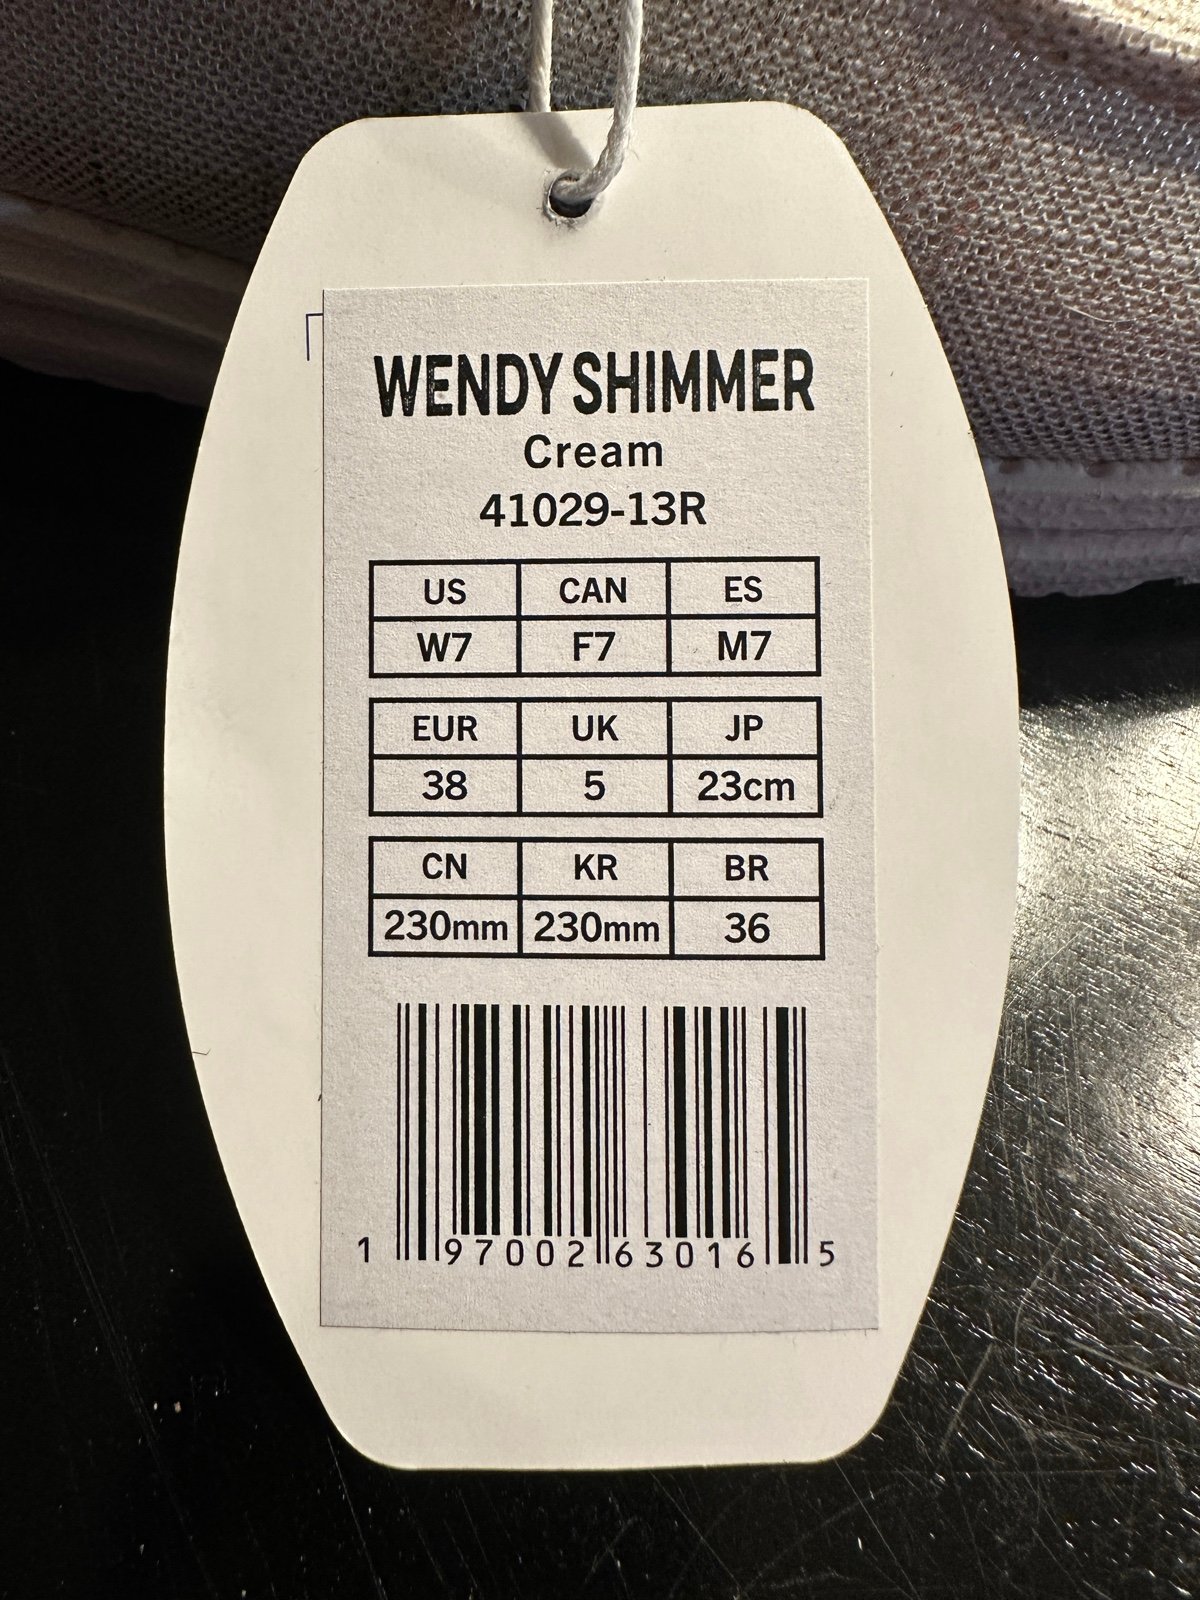 WENDY SHIMMER
Cream
41029-13R
US CAN ES
W7 F7 M7
EUR UK JP
38 5 23cm
CN KR BR
230mm 230mm 36
1 97002 63016 5